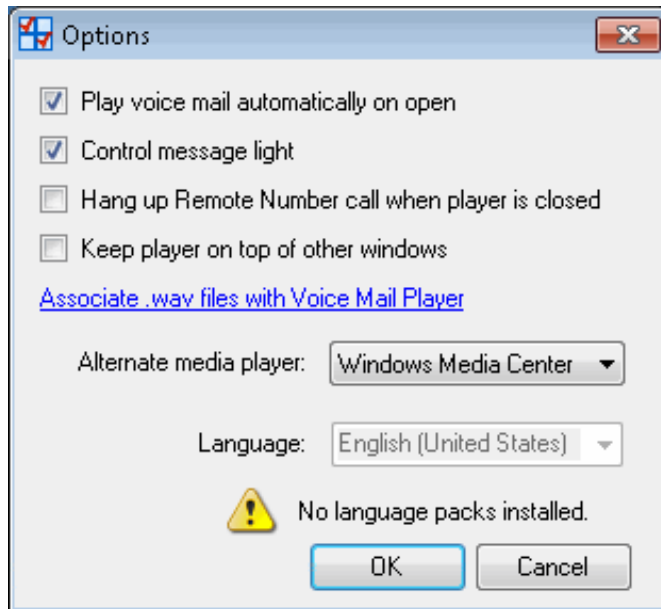 Options
Play voice mail automatically on open
Control message light
Hang up Remote Number call when player is closed
Keep player on top of other windows
Associate .wav files with Voice Mail Player
Alternate media player: Windows Media Center
Language: English (United States)
No language packs installed.
OK Cancel